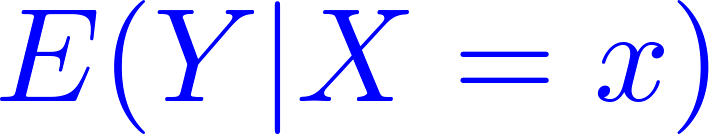 E(Y|X = x)